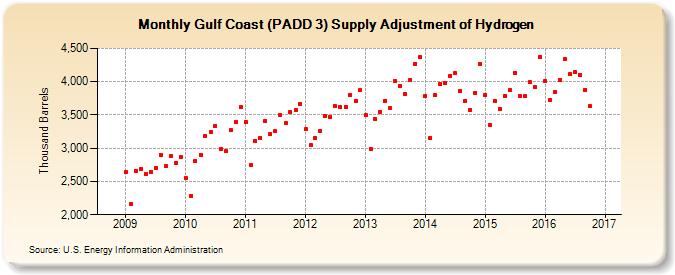 Monthly Gulf Coast (PADD 3) Supply Adjustment of Hydrogen
Thousand Barrels
4,500
4,000
3,500
3,000
2,500
2,000
2009 2010 2011 2012 2013 2014 2015 2016 2017
Source: U.S. Energy Information Administration